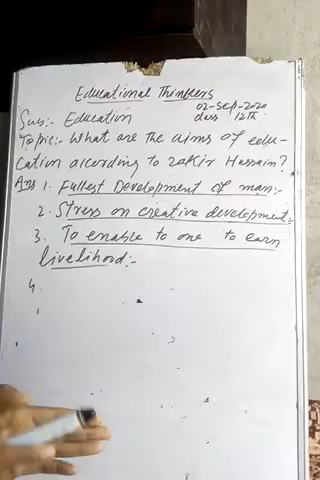 Educational Thinkers
02-Sep-2020
Sub:- Education class 12th
Topic:- What are the aims of edu-
cation according to Zakir Hussain?
Ans 1. Fullest Development of man:-
2. Stress on creative development:-
3. To enable to one to earn
livelihood:-
4.